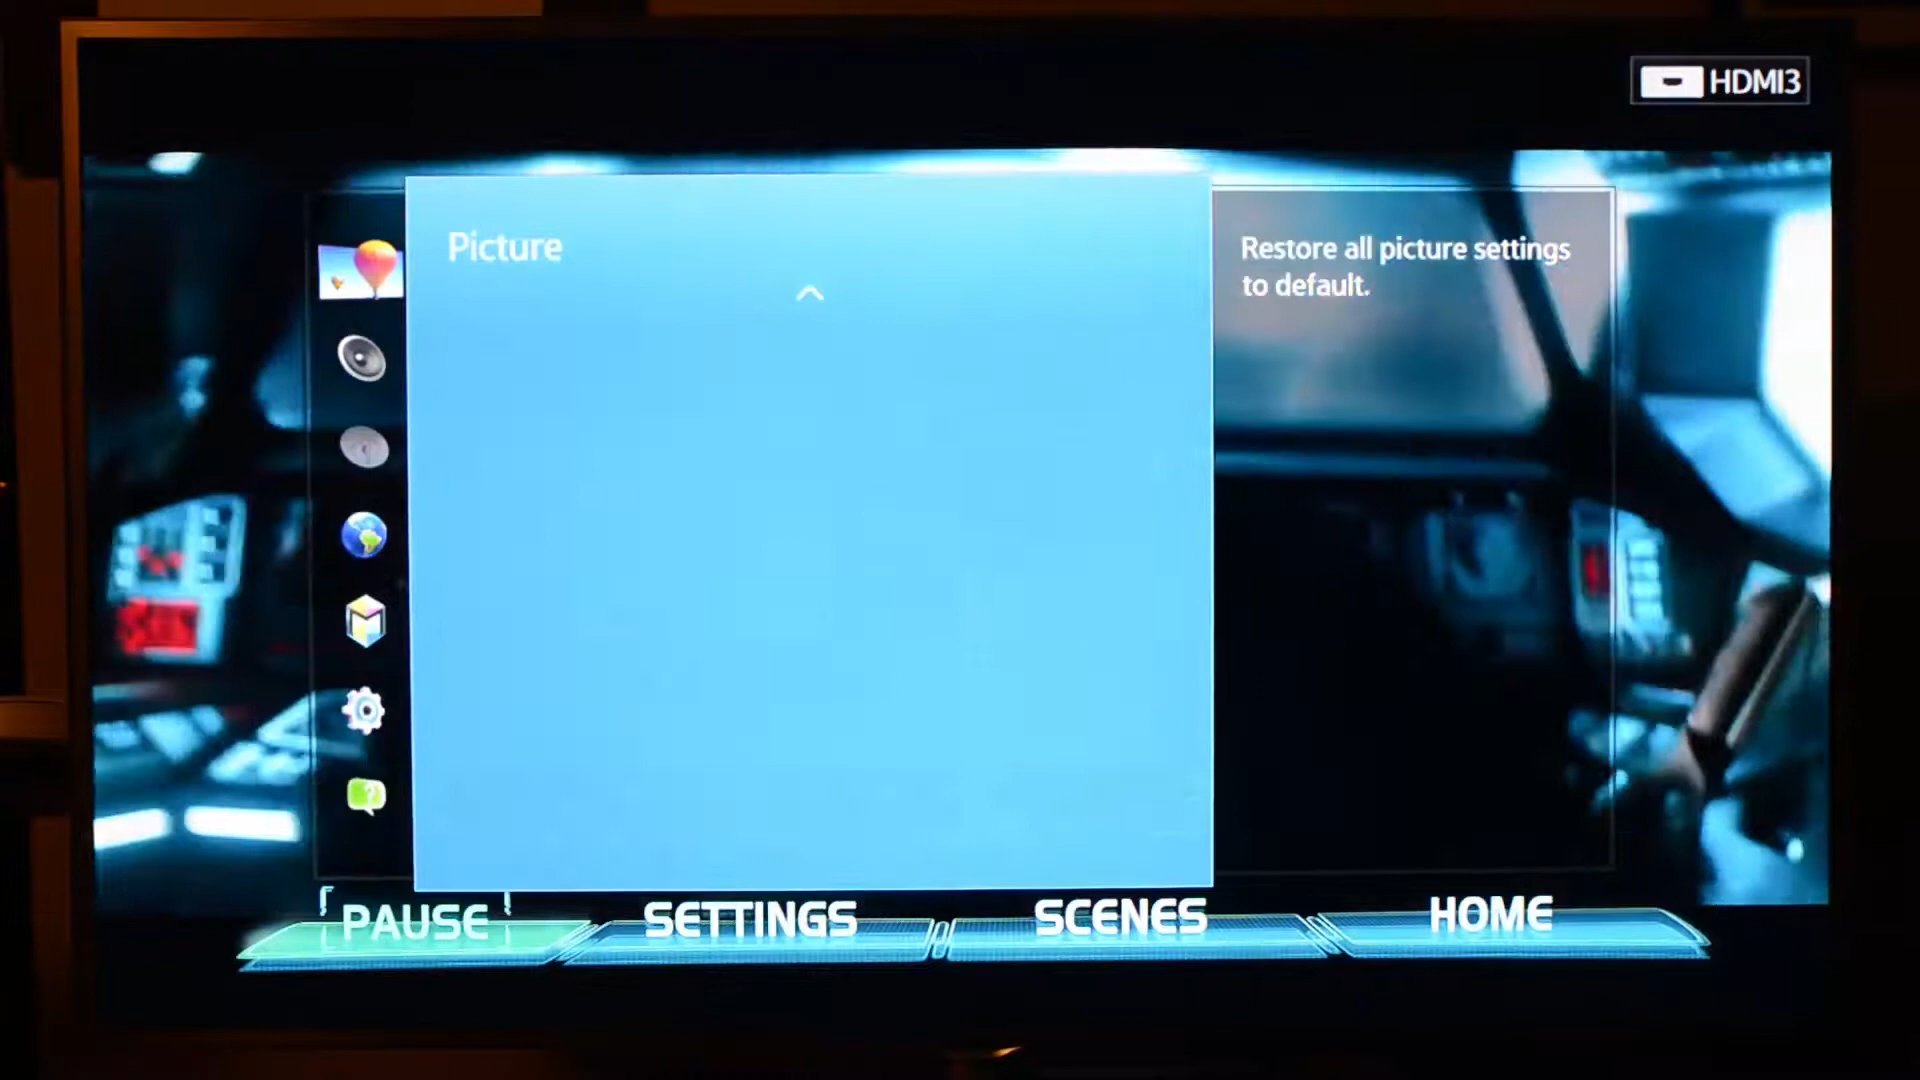 HDMI3
Picture
Restore all picture settings
to default.
PAUSE
SETTINGS
SCENES
HOME